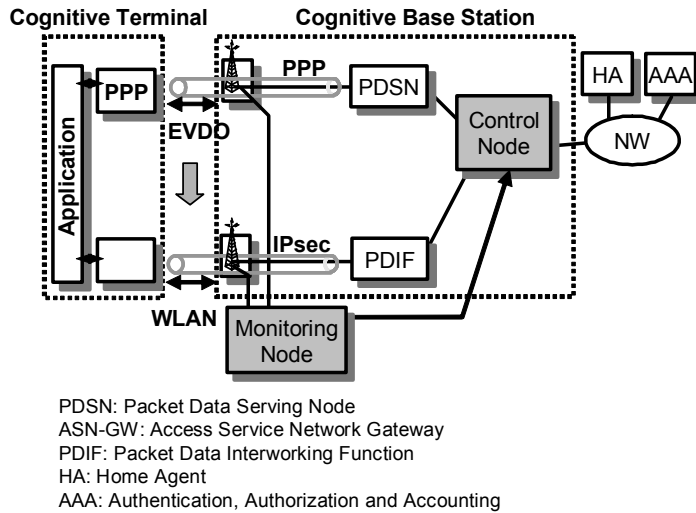 Cognitive Terminal
Cognitive Base Station
Application
PPP
EVDO
PPP
PDSN
Control
Node
HA
AAA
NW
WLAN
IPsec
PDIF
Monitoring
Node
PDSN: Packet Data Serving Node
ASN-GW: Access Service Network Gateway
PDIF: Packet Data Interworking Function
HA: Home Agent
AAA: Authentication, Authorization and Accounting